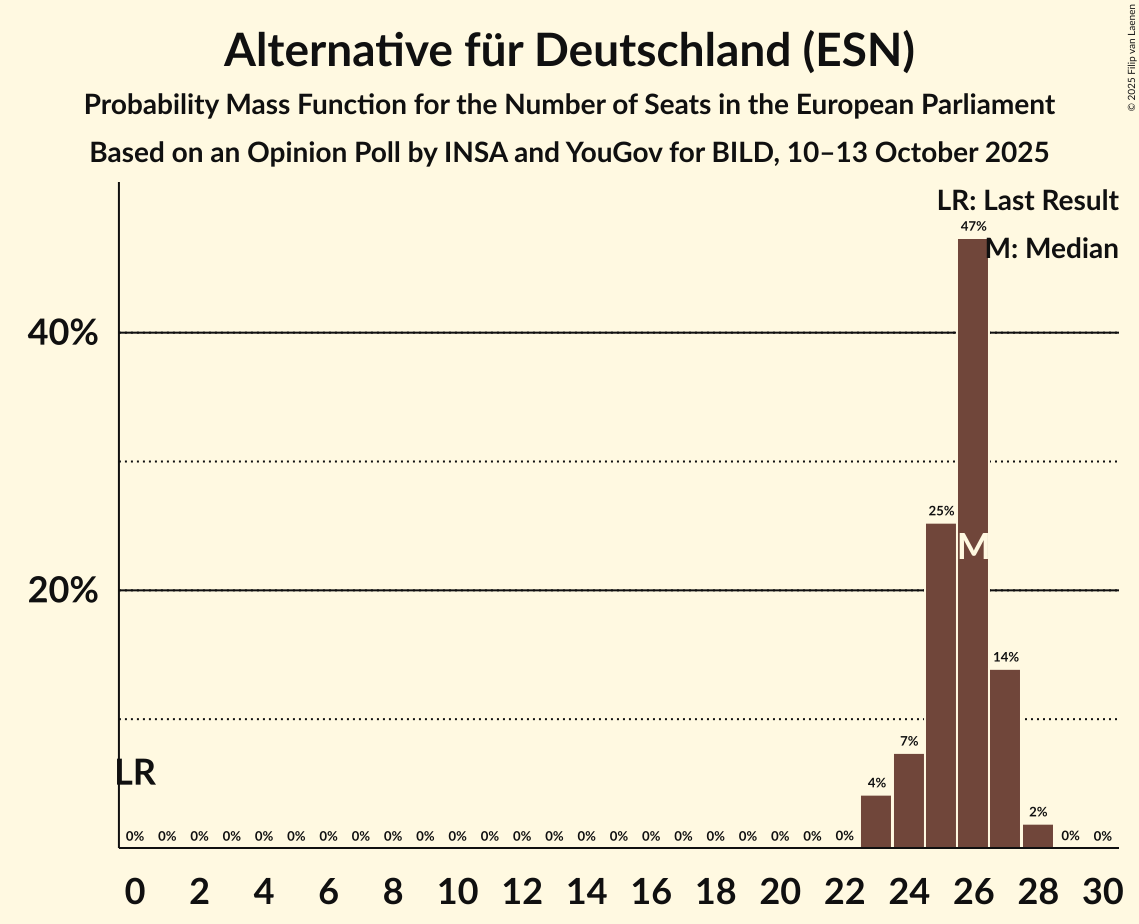 Alternative für Deutschland (ESN)
Probability Mass Function for the Number of Seats in the European Parliament
Based on an Opinion Poll by INSA and YouGov for BILD, 10–13 October 2025
© 2025 Filip van Laenen
LR: Last Result
M: Median
47%
40%
25%
M
20%
14%
7%
LR
4%
2%
0% 0% 0% 0% 0% 0% 0% 0% 0% 0% 0% 0% 0% 0% 0% 0% 0% 0% 0% 0% 0% 0% 0% 0% 0%
0 2 4 6 8 10 12 14 16 18 20 22 24 26 28 30